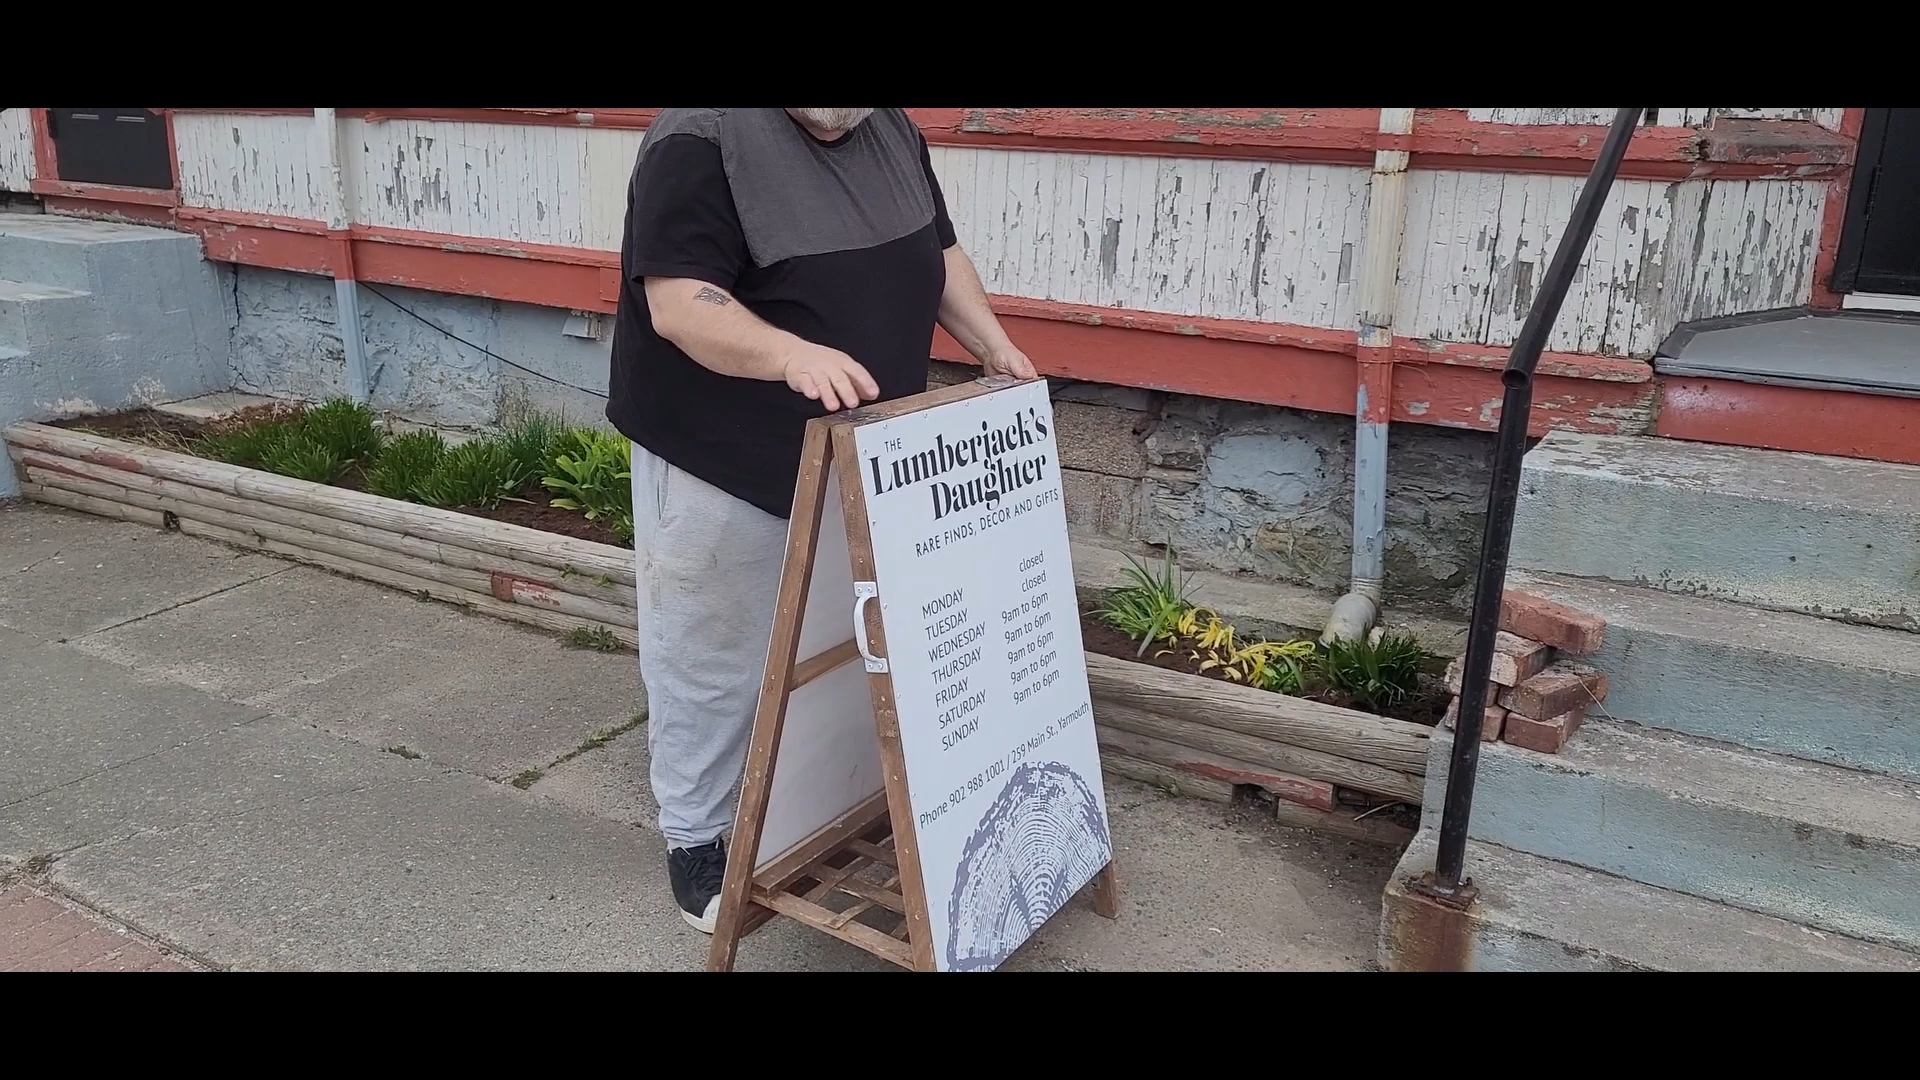 THE
Lumberjack's
Daughter
RARE FINDS, DECOR AND GIFTS
MONDAY closed
TUESDAY closed
WEDNESDAY 9am to 6pm
THURSDAY 9am to 6pm
FRIDAY 9am to 6pm
SATURDAY 9am to 6pm
SUNDAY 9am to 6pm
Phone 902 988 1001 / 259 Main St., Yarmouth